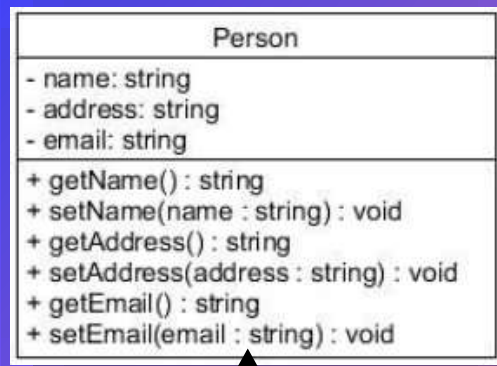 Person
- name: string
- address: string
- email: string
+ getName() : string
+ setName(name : string) : void
+ getAddress() : string
+ setAddress(address : string) : void
+ getEmail() : string
+ setEmail(email : string) : void